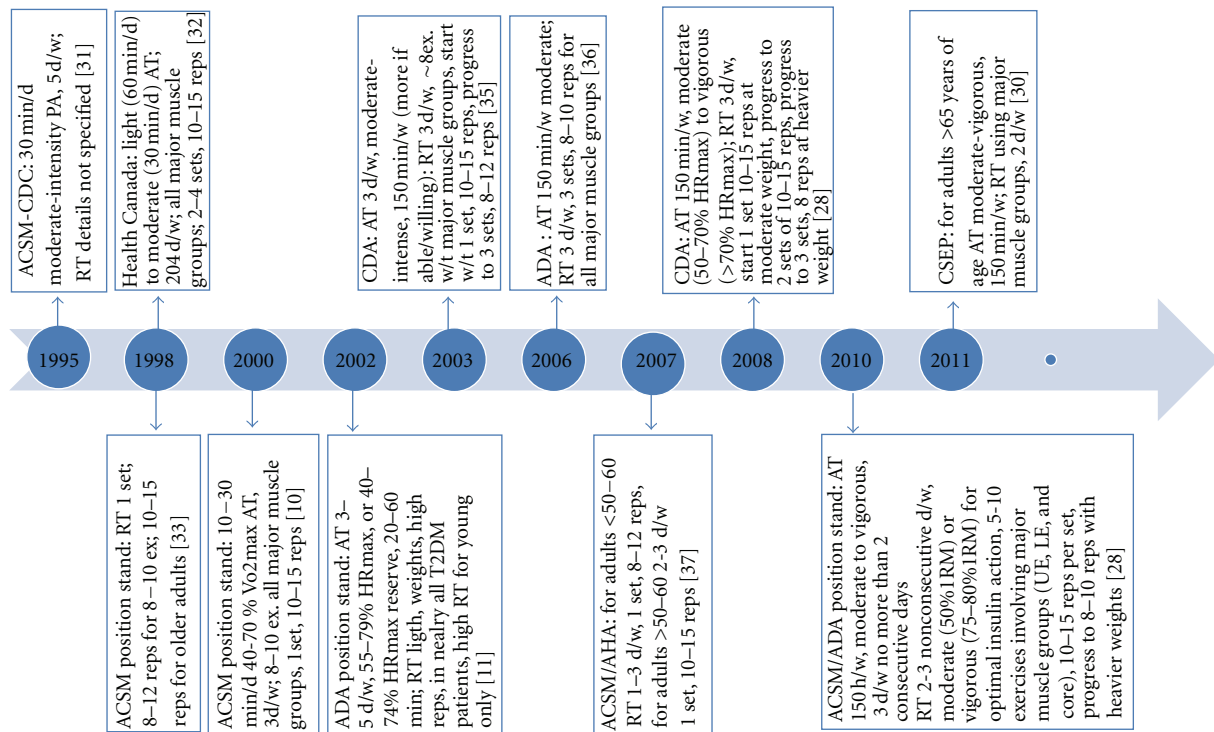 ACSM-CDC: 30 min/d
moderate-intensity PA, 5 d/w;
RT details not specified [31]
Health Canada: light (60 min/d)
to moderate (30 min/d) AT;
204 d/w; all major muscle
groups; 2–4 sets, 10–15 reps [32]
CDA: AT 3 d/w, moderate-
intense, 150 min/w (more if
able/willing): RT 3 d/w, ~8ex.
w/t major muscle groups, start
w/t 1 set, 10–15 reps, progress
to 3 sets, 8–12 reps [35]
ADA : AT 150 min/w moderate;
RT 3 d/w, 3 sets, 8–10 reps for
all major muscle groups [36]
CDA: AT 150 min/w, moderate
(50–70% HRmax) to vigorous
(>70% HRmax); RT 3 d/w,
start 1 set 10–15 reps at
moderate weight, progress to
2 sets of 10–15 reps, progress
to 3 sets, 8 reps af heavier
weight [28]
CSEP: for adults >65 years of
age AT moderate-vigorous,
150 min/w; RT using major
muscle groups, 2 d/w [30]
1995
1998
2000
2002
2003
2006
2007
2008
2010
2011
ACSM position stand: RT 1 set;
8–12 reps for 8–10 ex; 10–15
reps for older adults [33]
ACSM position stand: 10–30
min/d 40-70 % Vo2max AT,
3d/w; 8–10 ex. all major muscle
groups, 1set, 10–15 reps [10]
ADA position stand: AT 3–
5 d/w, 55–79% HRmax, or 40–
74% HRmax reserve, 20–60
min; RT ligth, weights, high
reps, in nealry all T2DM
patients, high RT for young
only [11]
ACSM/AHA: for adults <50–60
RT 1–3 d/w, 1 set, 8–12 reps,
for adults >50–60 2-3 d/w
1 set, 10–15 reps [37]
ACSM/ADA position stand: AT
150 h/w, moderate to vigorous,
3 d/w no more than 2
consecutive days
RT 2-3 nonconsecutive d/w,
moderate (50%1RM) or
vigorous (75–80%1RM) for
optimal insulin action, 5-10
exercises involving major
muscle groups (UE, LE, and
core), 10–15 reps per set,
progress to 8–10 reps with
heavier weights [28]